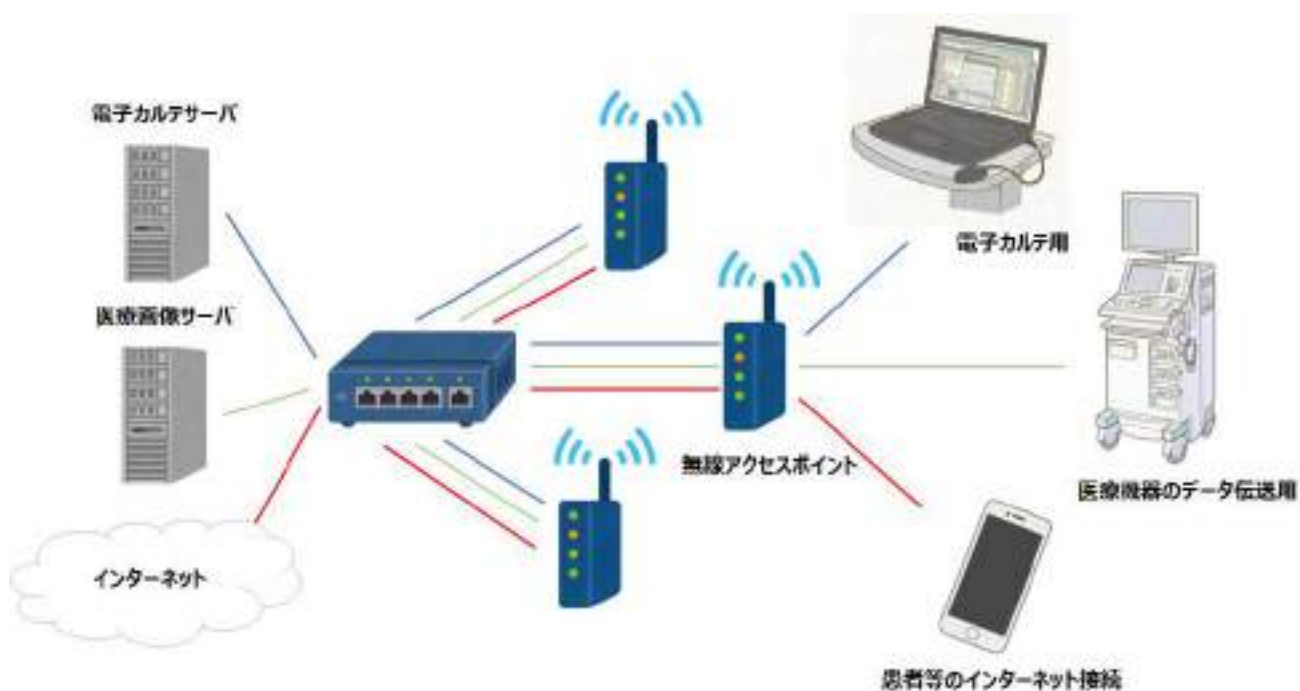 電子カルテサーバ
電子カルテ用
医療画像サーバ
無線アクセスポイント
医療機器のデータ伝送用
インターネット
患者等のインターネット接続